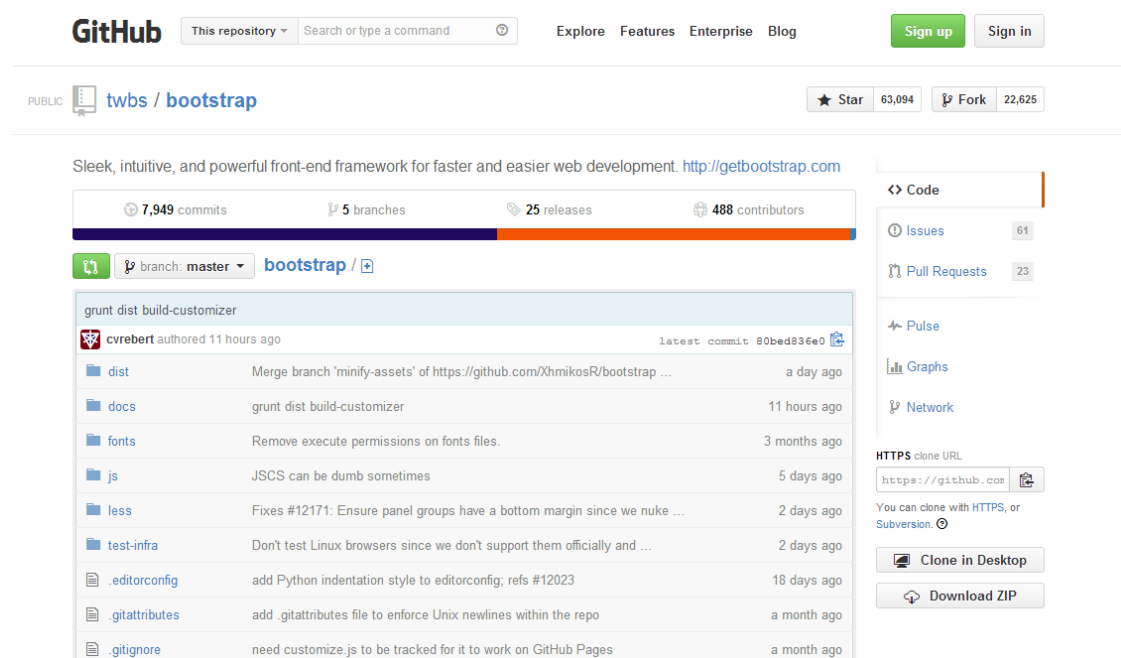 GitHub This repository Search or type a command Explore Features Enterprise Blog Sign up Sign in
PUBLIC twbs / bootstrap Star 63,094 Fork 22,625
Sleek, intuitive, and powerful front-end framework for faster and easier web development. http://getbootstrap.com
7,949 commits 5 branches 25 releases 488 contributors
branch: master bootstrap /
grunt dist build-customizer
cvrebert authored 11 hours ago latest commit 80bed836e0
dist Merge branch 'minify-assets' of https://github.com/XhmikosR/bootstrap ... a day ago
docs grunt dist build-customizer 11 hours ago
fonts Remove execute permissions on fonts files. 3 months ago
js JSCS can be dumb sometimes 5 days ago
less Fixes #12171: Ensure panel groups have a bottom margin since we nuke ... 2 days ago
test-infra Don't test Linux browsers since we don't support them officially and ... 2 days ago
.editorconfig add Python indentation style to editorconfig; refs #12023 18 days ago
.gitattributes add .gitattributes file to enforce Unix newlines within the repo a month ago
.gitignore need customize.js to be tracked for it to work on GitHub Pages a month ago
Code
Issues 61
Pull Requests 23
Pulse
Graphs
Network
HTTPS clone URL
https://github.com
You can clone with HTTPS, or
Subversion.
Clone in Desktop
Download ZIP